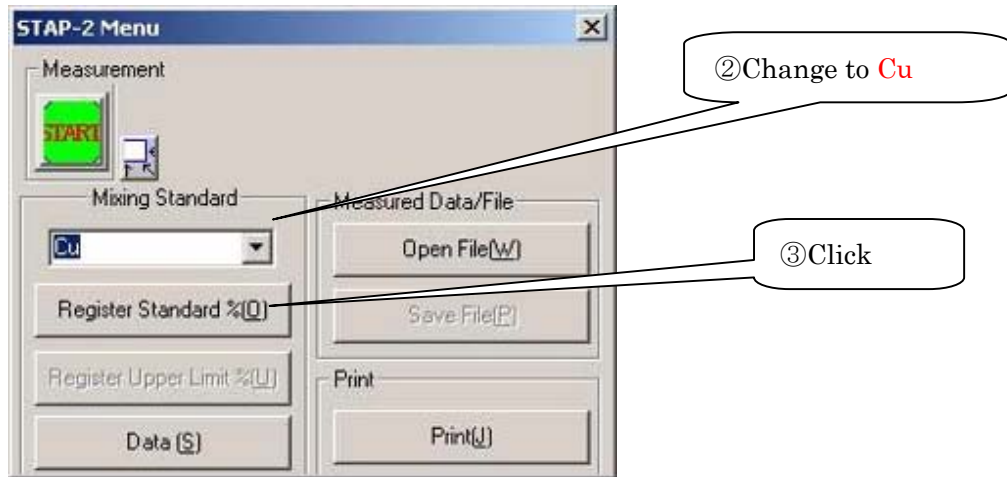 STAP-2 Menu
Measurement
START
②Change to Cu
Mixing Standard
Cu
Register Standard %(O)
Register Upper Limit %(U)
Data (S)
Measured Data/File
Open File(W)
Save File(P)
③Click
Print
Print(J)